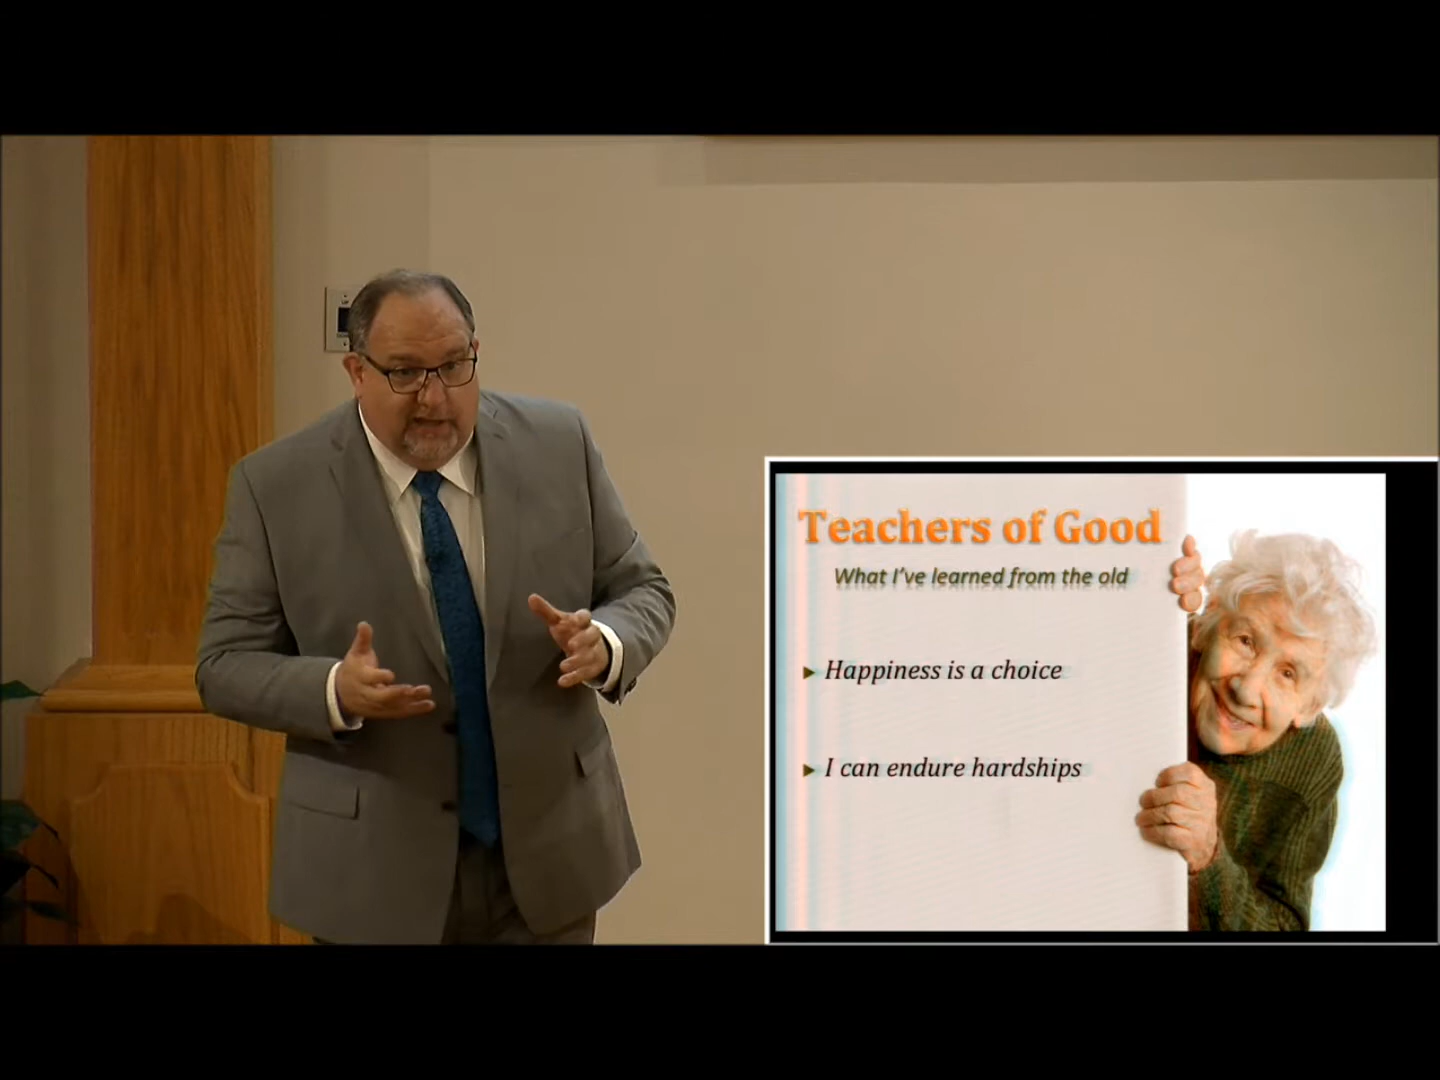 Teachers of Good
What I've learned from the old
Happiness is a choice
I can endure hardships